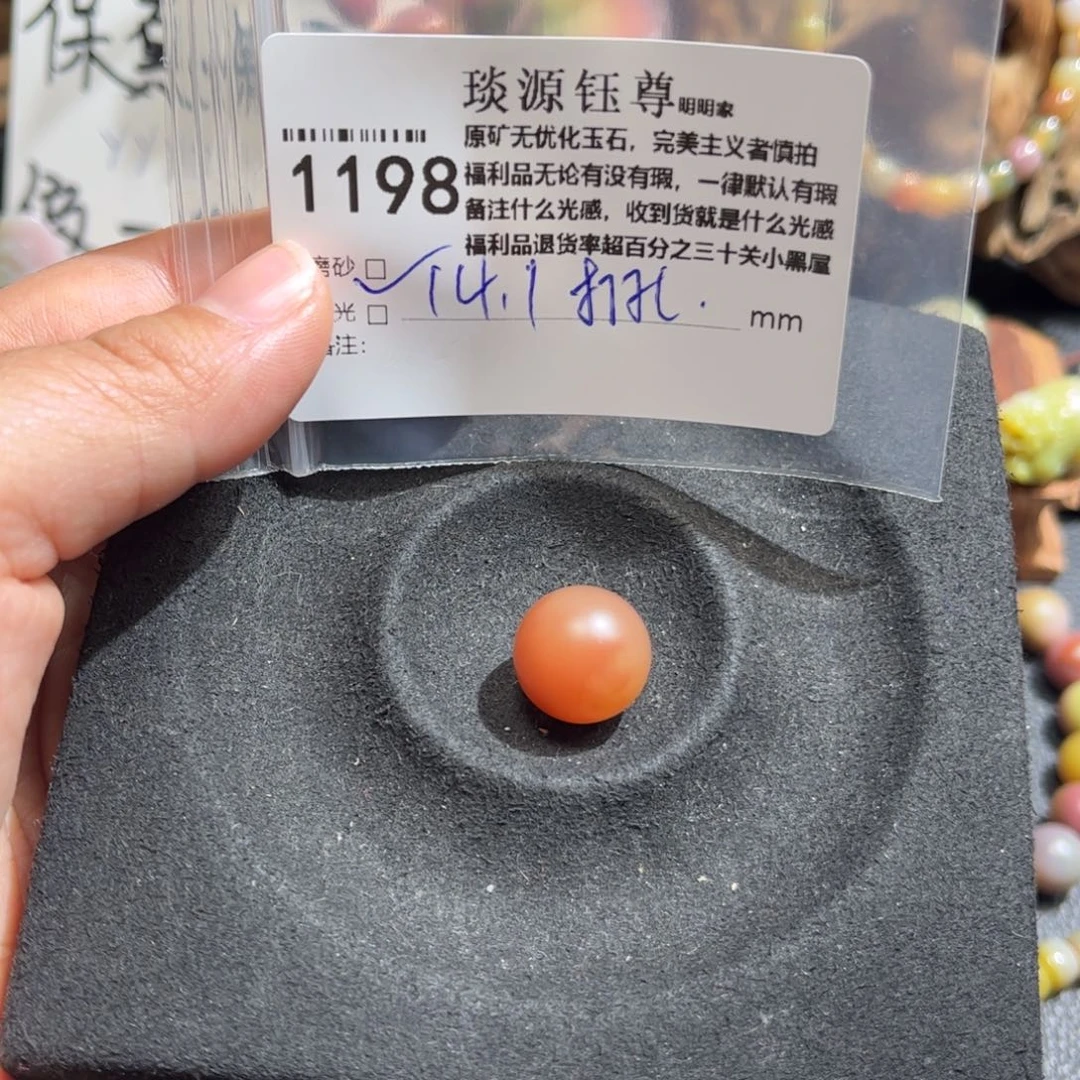 保
琰源钰尊明明家
原矿无优化玉石，完美主义者慎拍
1198
福利品无论有没有瑕，一律默认有瑕
备注什么光感，收到货就是什么光感
福利品退货率超百分之三十关小黑屋
磨砂□ ✓
光□ 14.1 打孔. mm
备注：